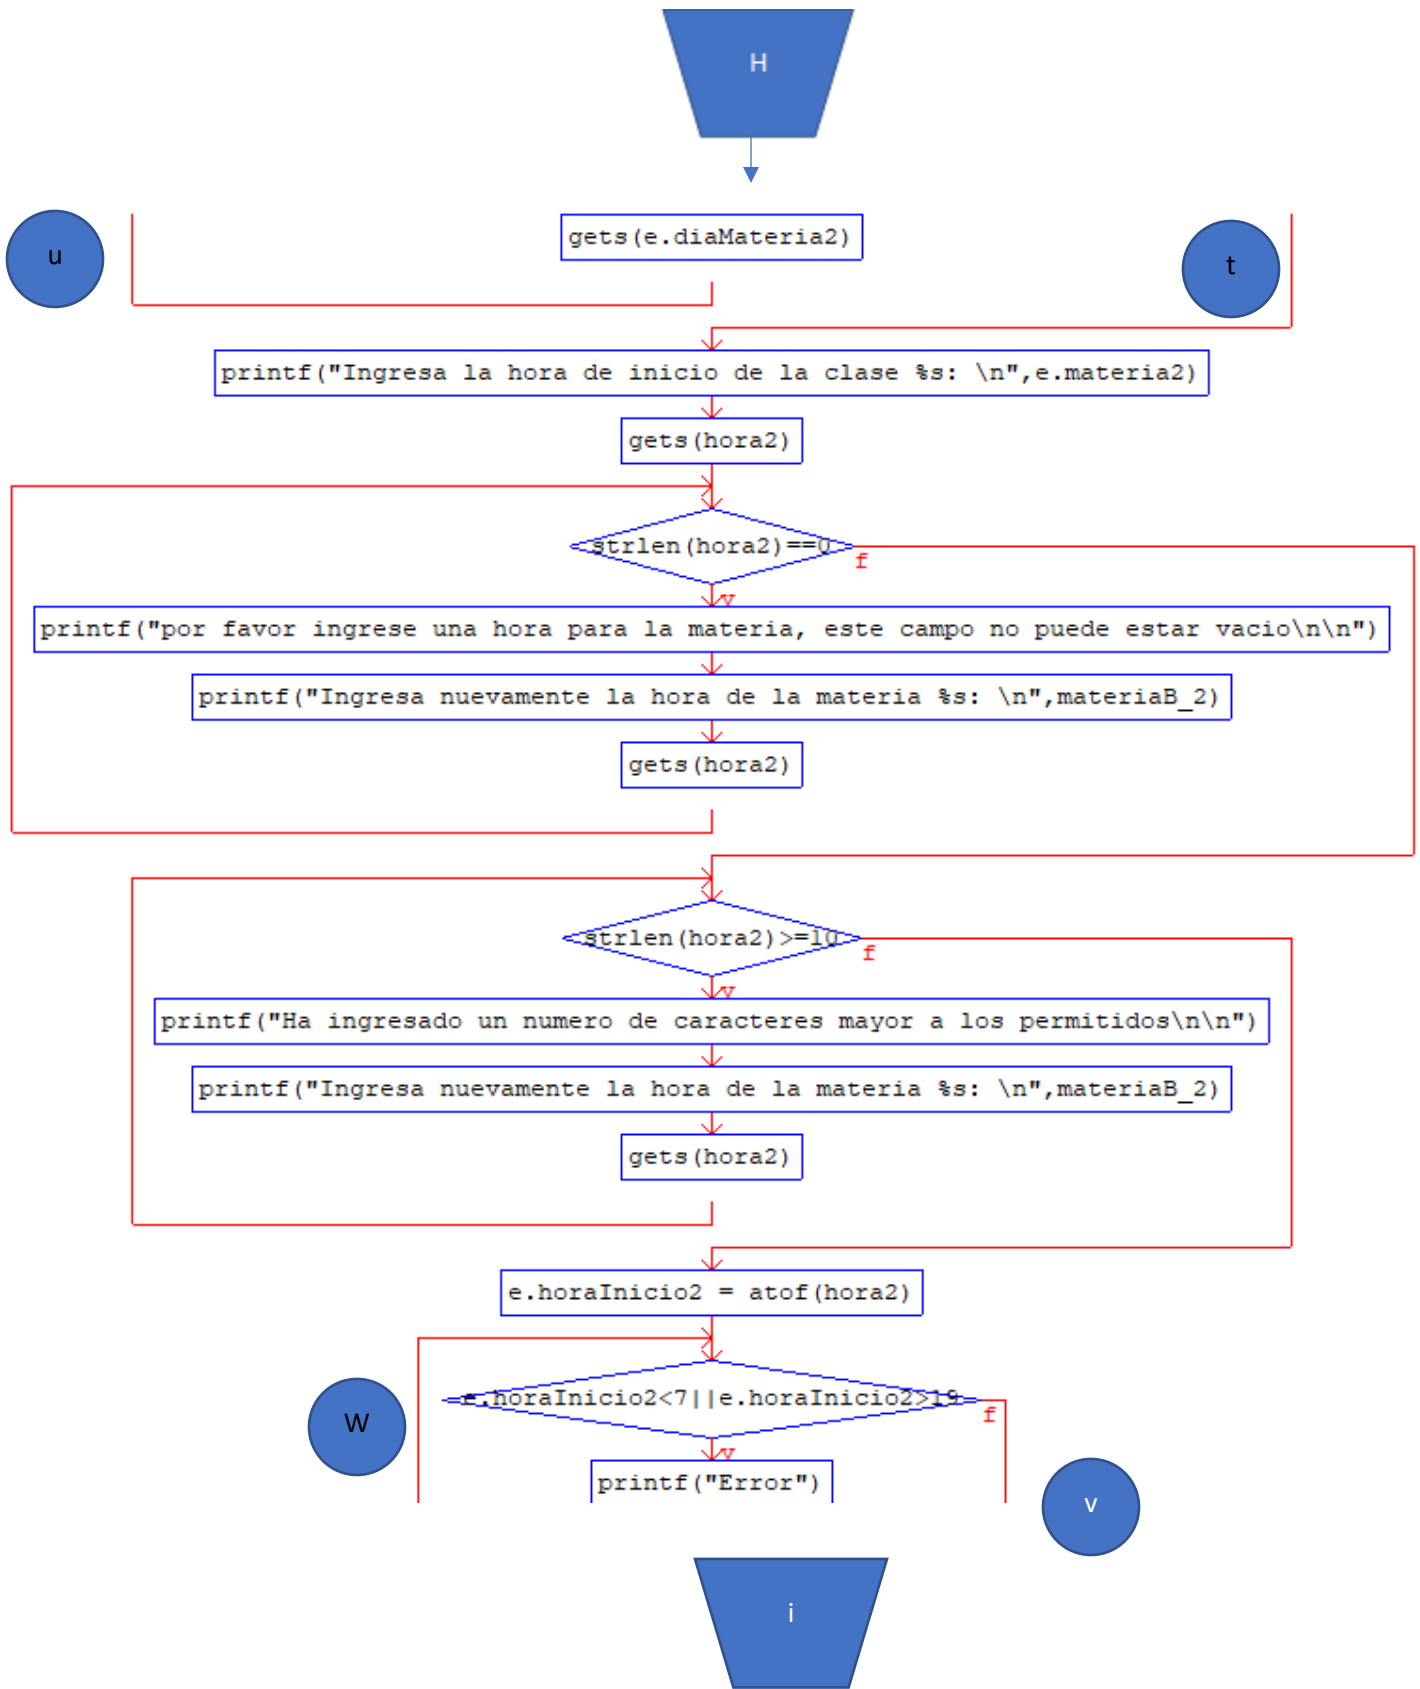 H
u
gets(e.diaMateria2)
t
printf("Ingresa la hora de inicio de la clase %s: \n",e.materia2)
gets(hora2)
strlen(hora2)==0
f
v
printf("por favor ingrese una hora para la materia, este campo no puede estar vacio\n\n")
printf("Ingresa nuevamente la hora de la materia %s: \n",materiaB_2)
gets(hora2)
strlen(hora2)>=10
f
v
printf("Ha ingresado un numero de caracteres mayor a los permitidos\n\n")
printf("Ingresa nuevamente la hora de la materia %s: \n",materiaB_2)
gets(hora2)
e.horaInicio2 = atof(hora2)
e.horaInicio2<7||e.horaInicio2>19
f
W
v
printf("Error")
v
i